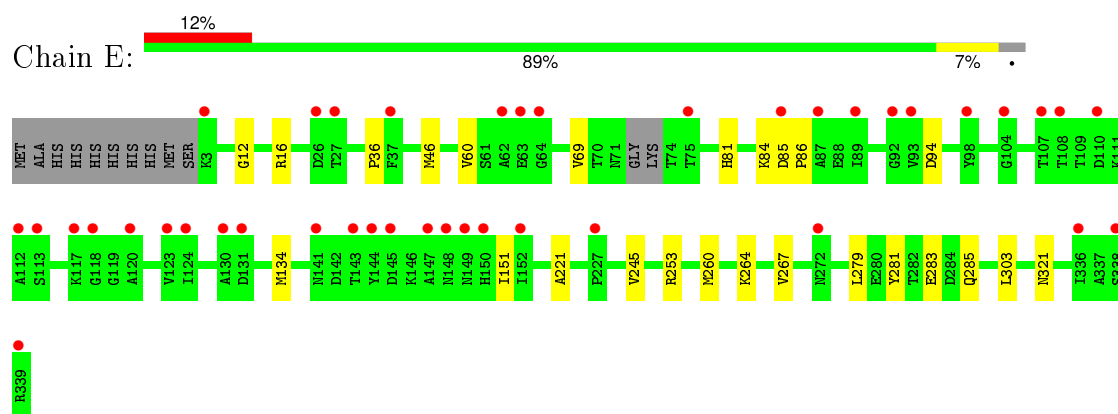 12%
Chain E:
89% 7% •
MET ALA HIS HIS HIS HIS HIS HIS MET SER K3 G12 R16 D26 T27 P36 F37 M46 V60 S61 A62 E63 G64 V69 T70 N71 GLY LYS T74 T75 H81 K84 D85 P86 A87 E88 I89 G92 V93 D94 Y98 G104 T107 T108 T109 D110 K111
A112 S113 K117 G118 G119 A120 V123 I124 A130 D131 M134 N141 D142 T143 Y144 D145 K146 A147 N148 N149 H150 I151 I152 A221 P227 V245 R253 M260 K264 V267 N272 L279 E280 Y281 T282 E283 D284 Q285 L303 N321 I336 A337 S338
R339